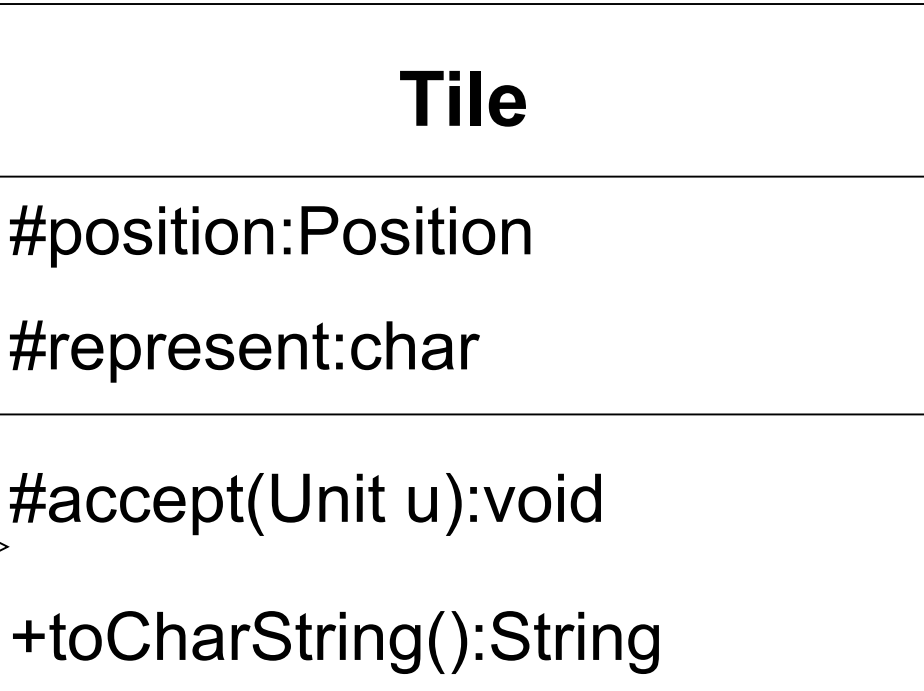 Tile
#position:Position
#represent:char
#accept(Unit u):void
+toCharString():String